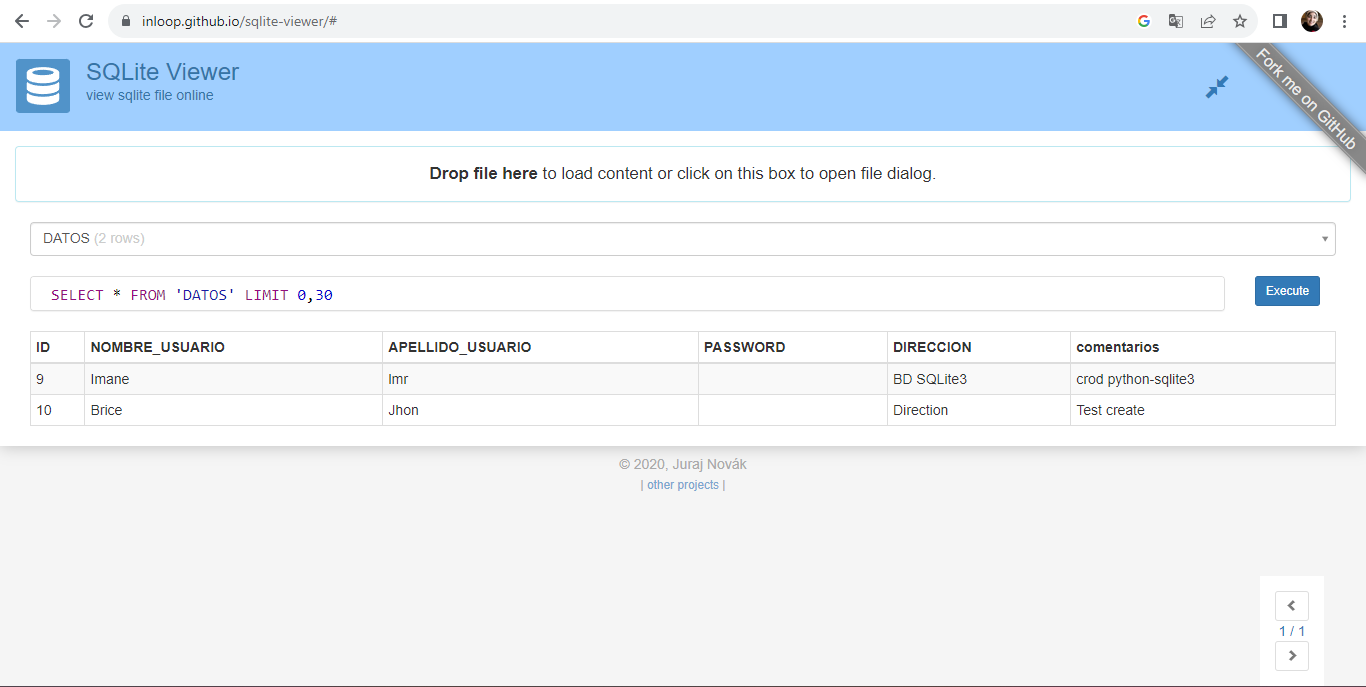 inloop.github.io/sqlite-viewer/#
SQLite Viewer
view sqlite file online
Fork me on GitHub
Drop file here to load content or click on this box to open file dialog.
DATOS (2 rows)
SELECT * FROM 'DATOS' LIMIT 0,30
Execute
ID NOMBRE_USUARIO APELLIDO_USUARIO PASSWORD DIRECCION comentarios
9 Imane Imr BD SQLite3 crod python-sqlite3
10 Brice Jhon Direction Test create
© 2020, Juraj Novák
| other projects |
1 / 1